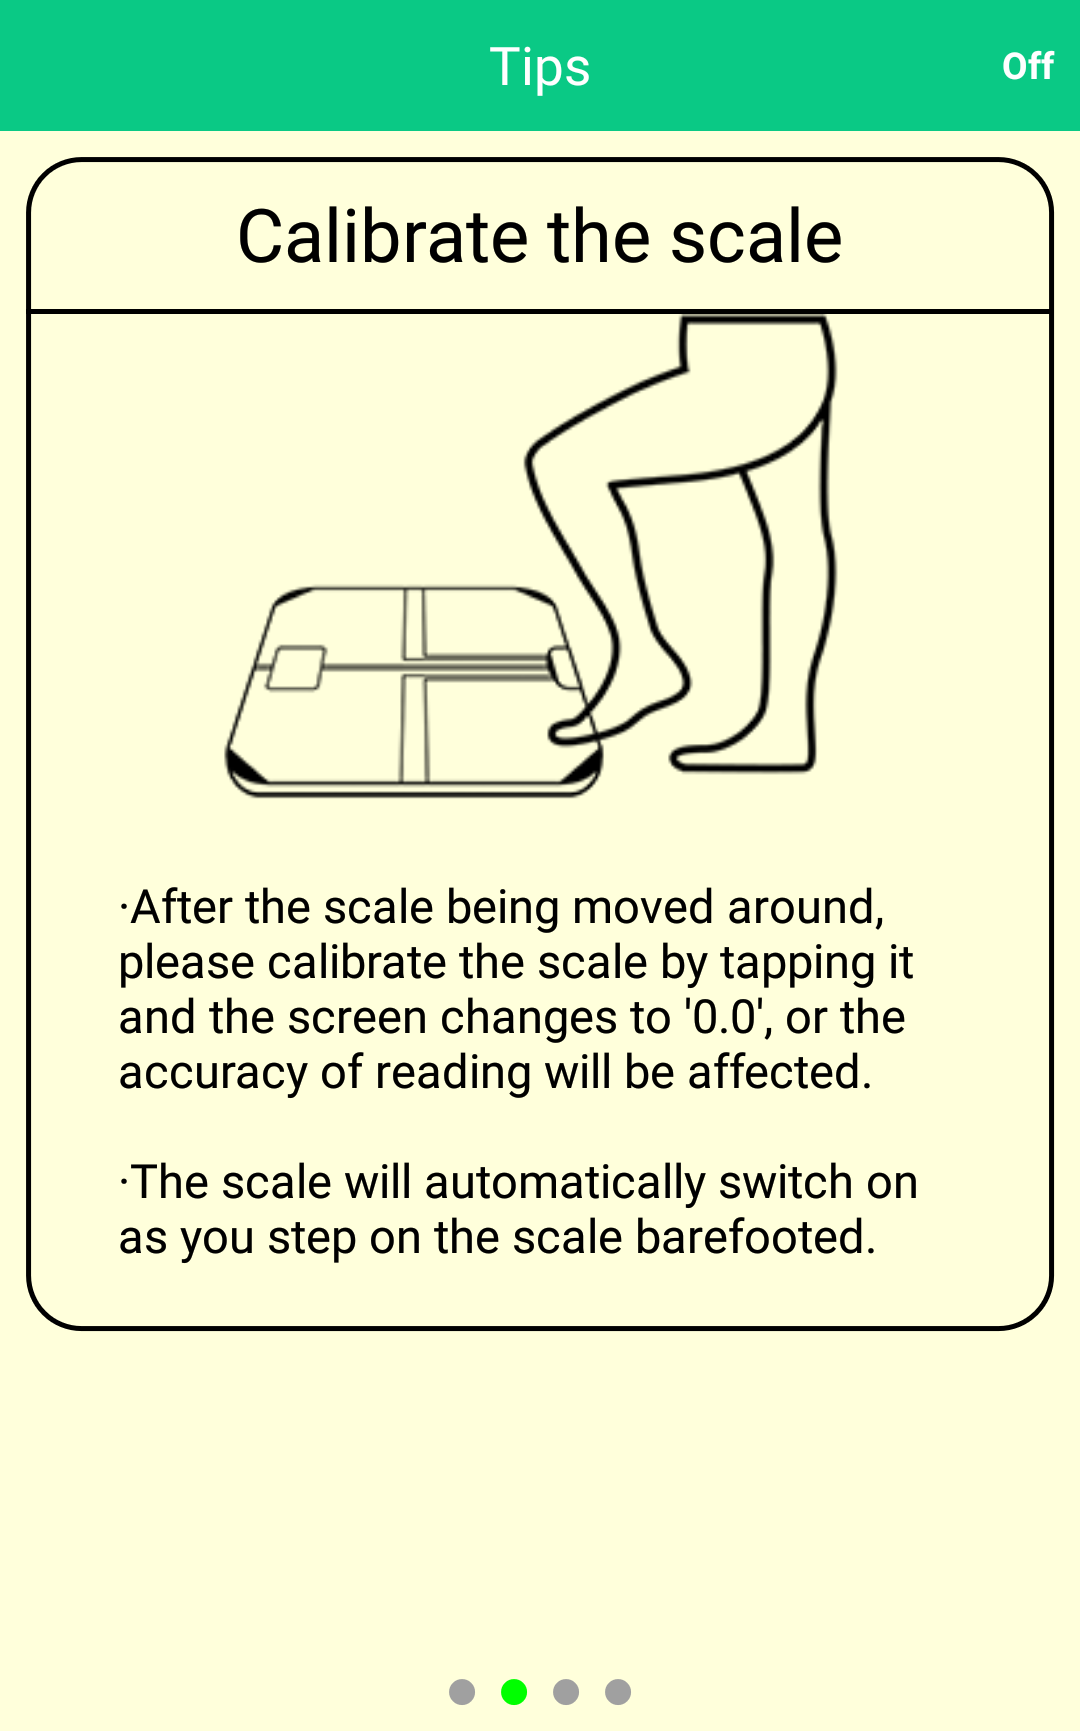 Tips
Off
Calibrate the scale
·After the scale being moved around,
please calibrate the scale by tapping it
and the screen changes to '0.0', or the
accuracy of reading will be affected.
·The scale will automatically switch on
as you step on the scale barefooted.